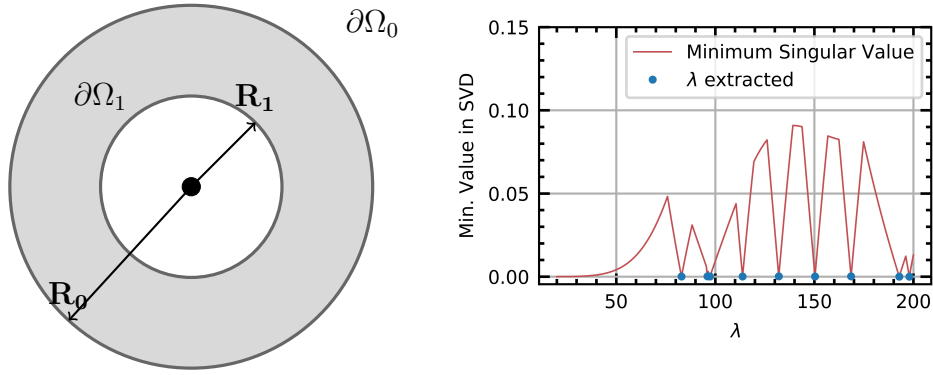 ∂Ω₀
∂Ω₁
R₁
R₀
0.15
0.10
0.05
0.00
Min. Value in SVD
Minimum Singular Value
λ extracted
50 100 150 200
λ